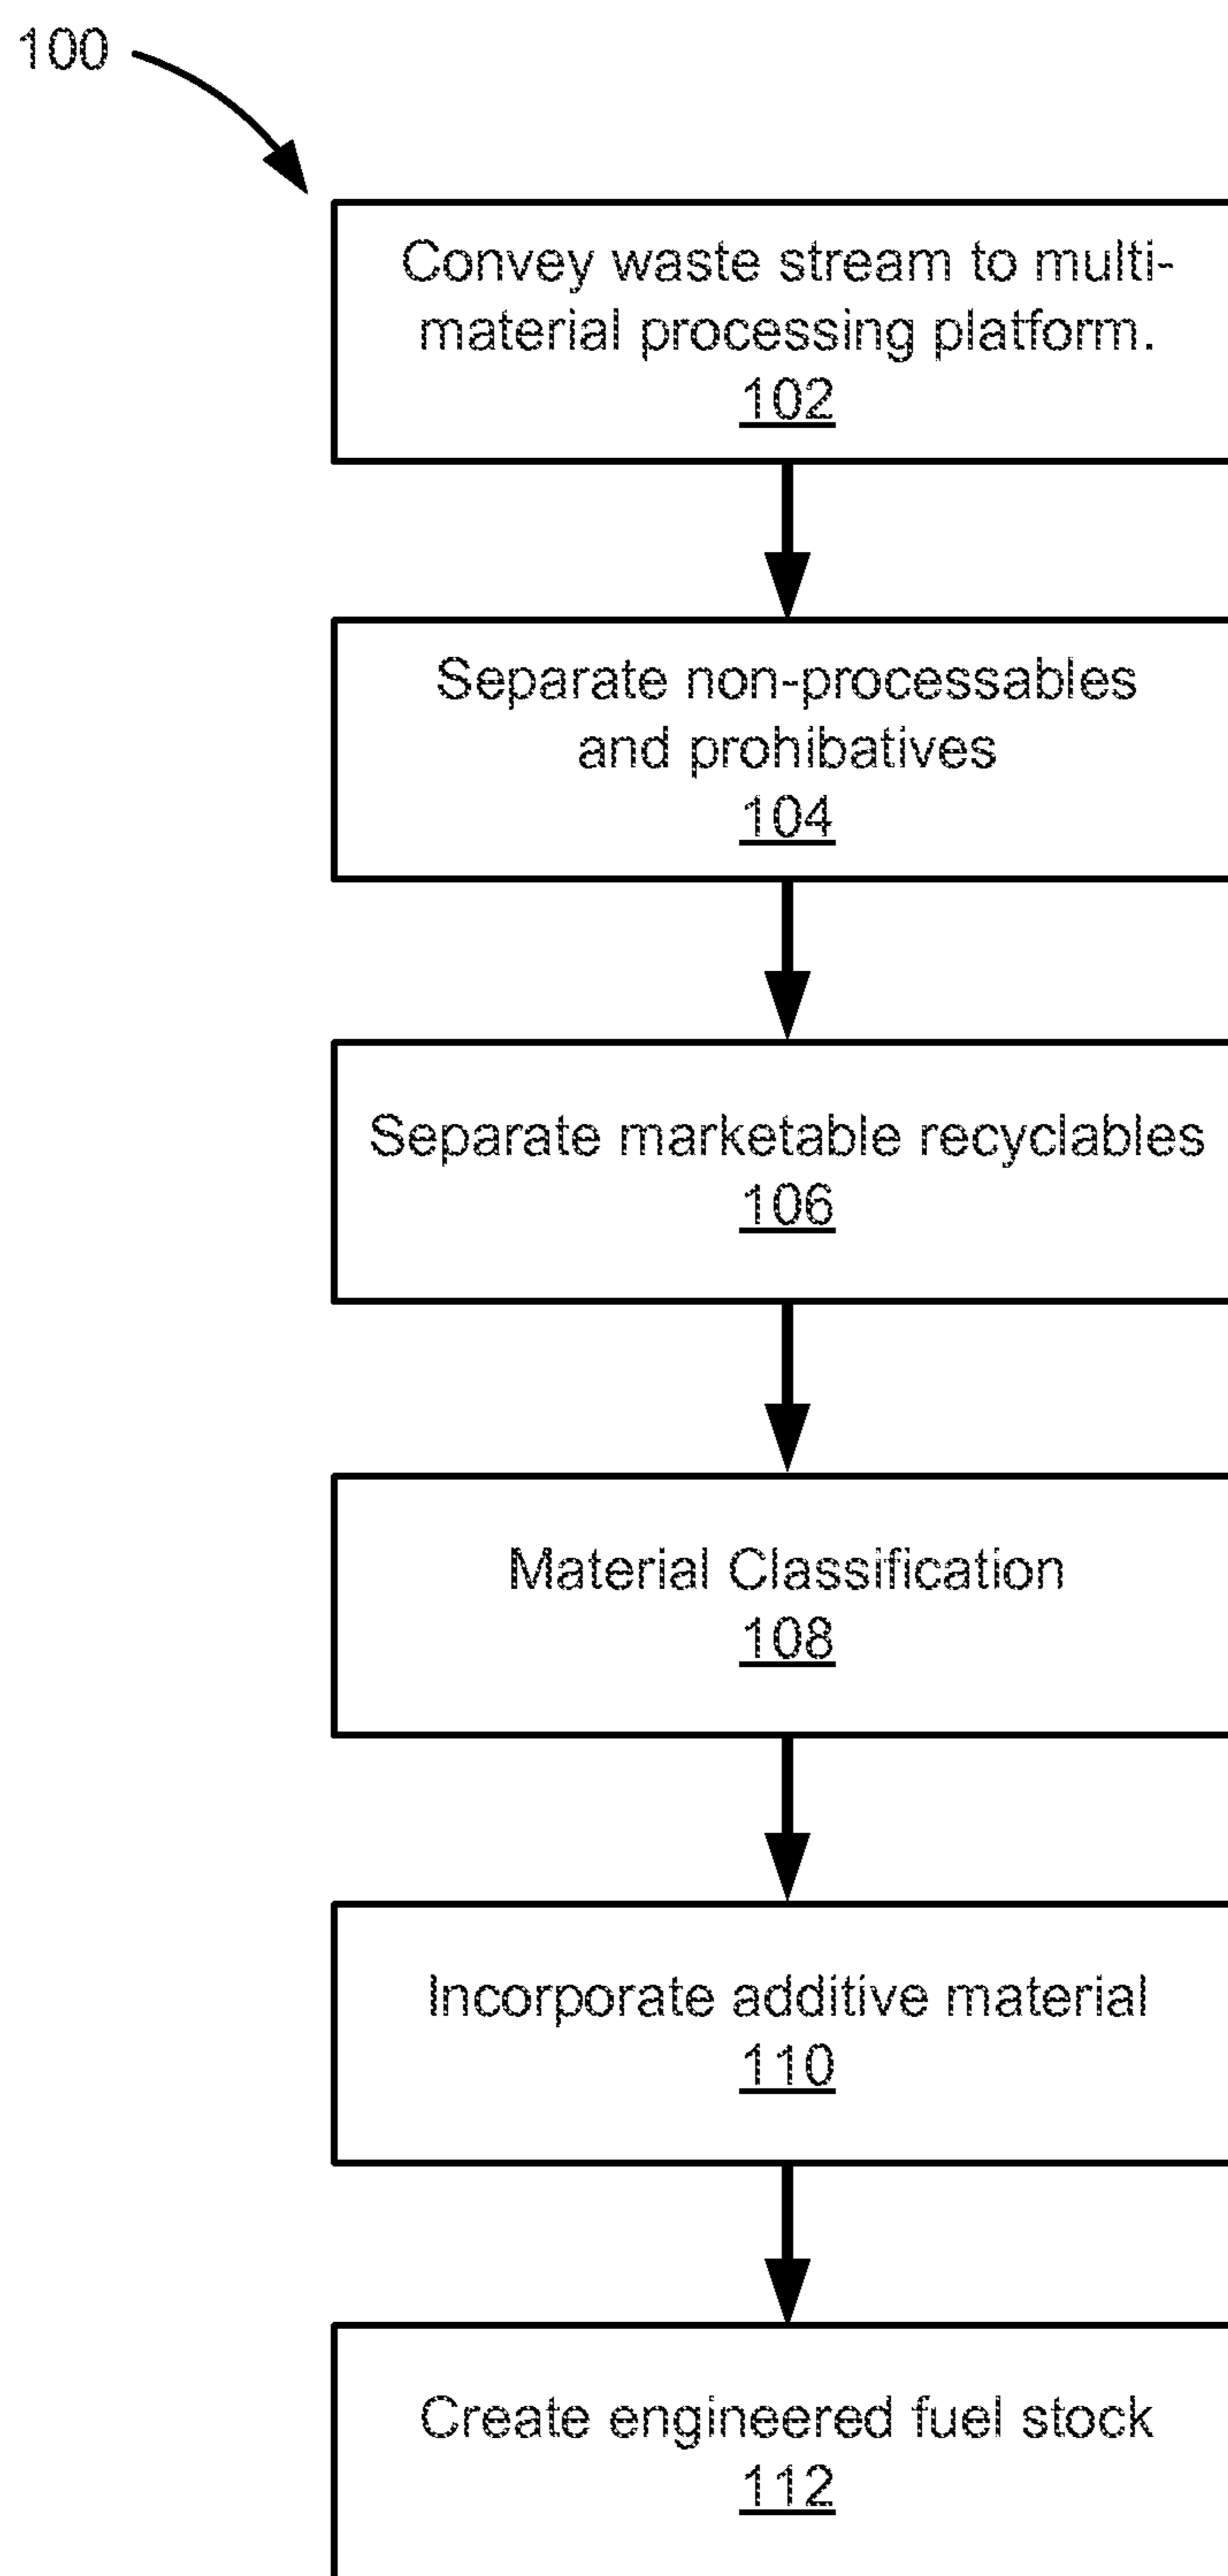 100
Convey waste stream to multi-
material processing platform.
102
Separate non-processables
and prohibatives
104
Separate marketable recyclables
106
Material Classification
108
Incorporate additive material
110
Create engineered fuel stock
112